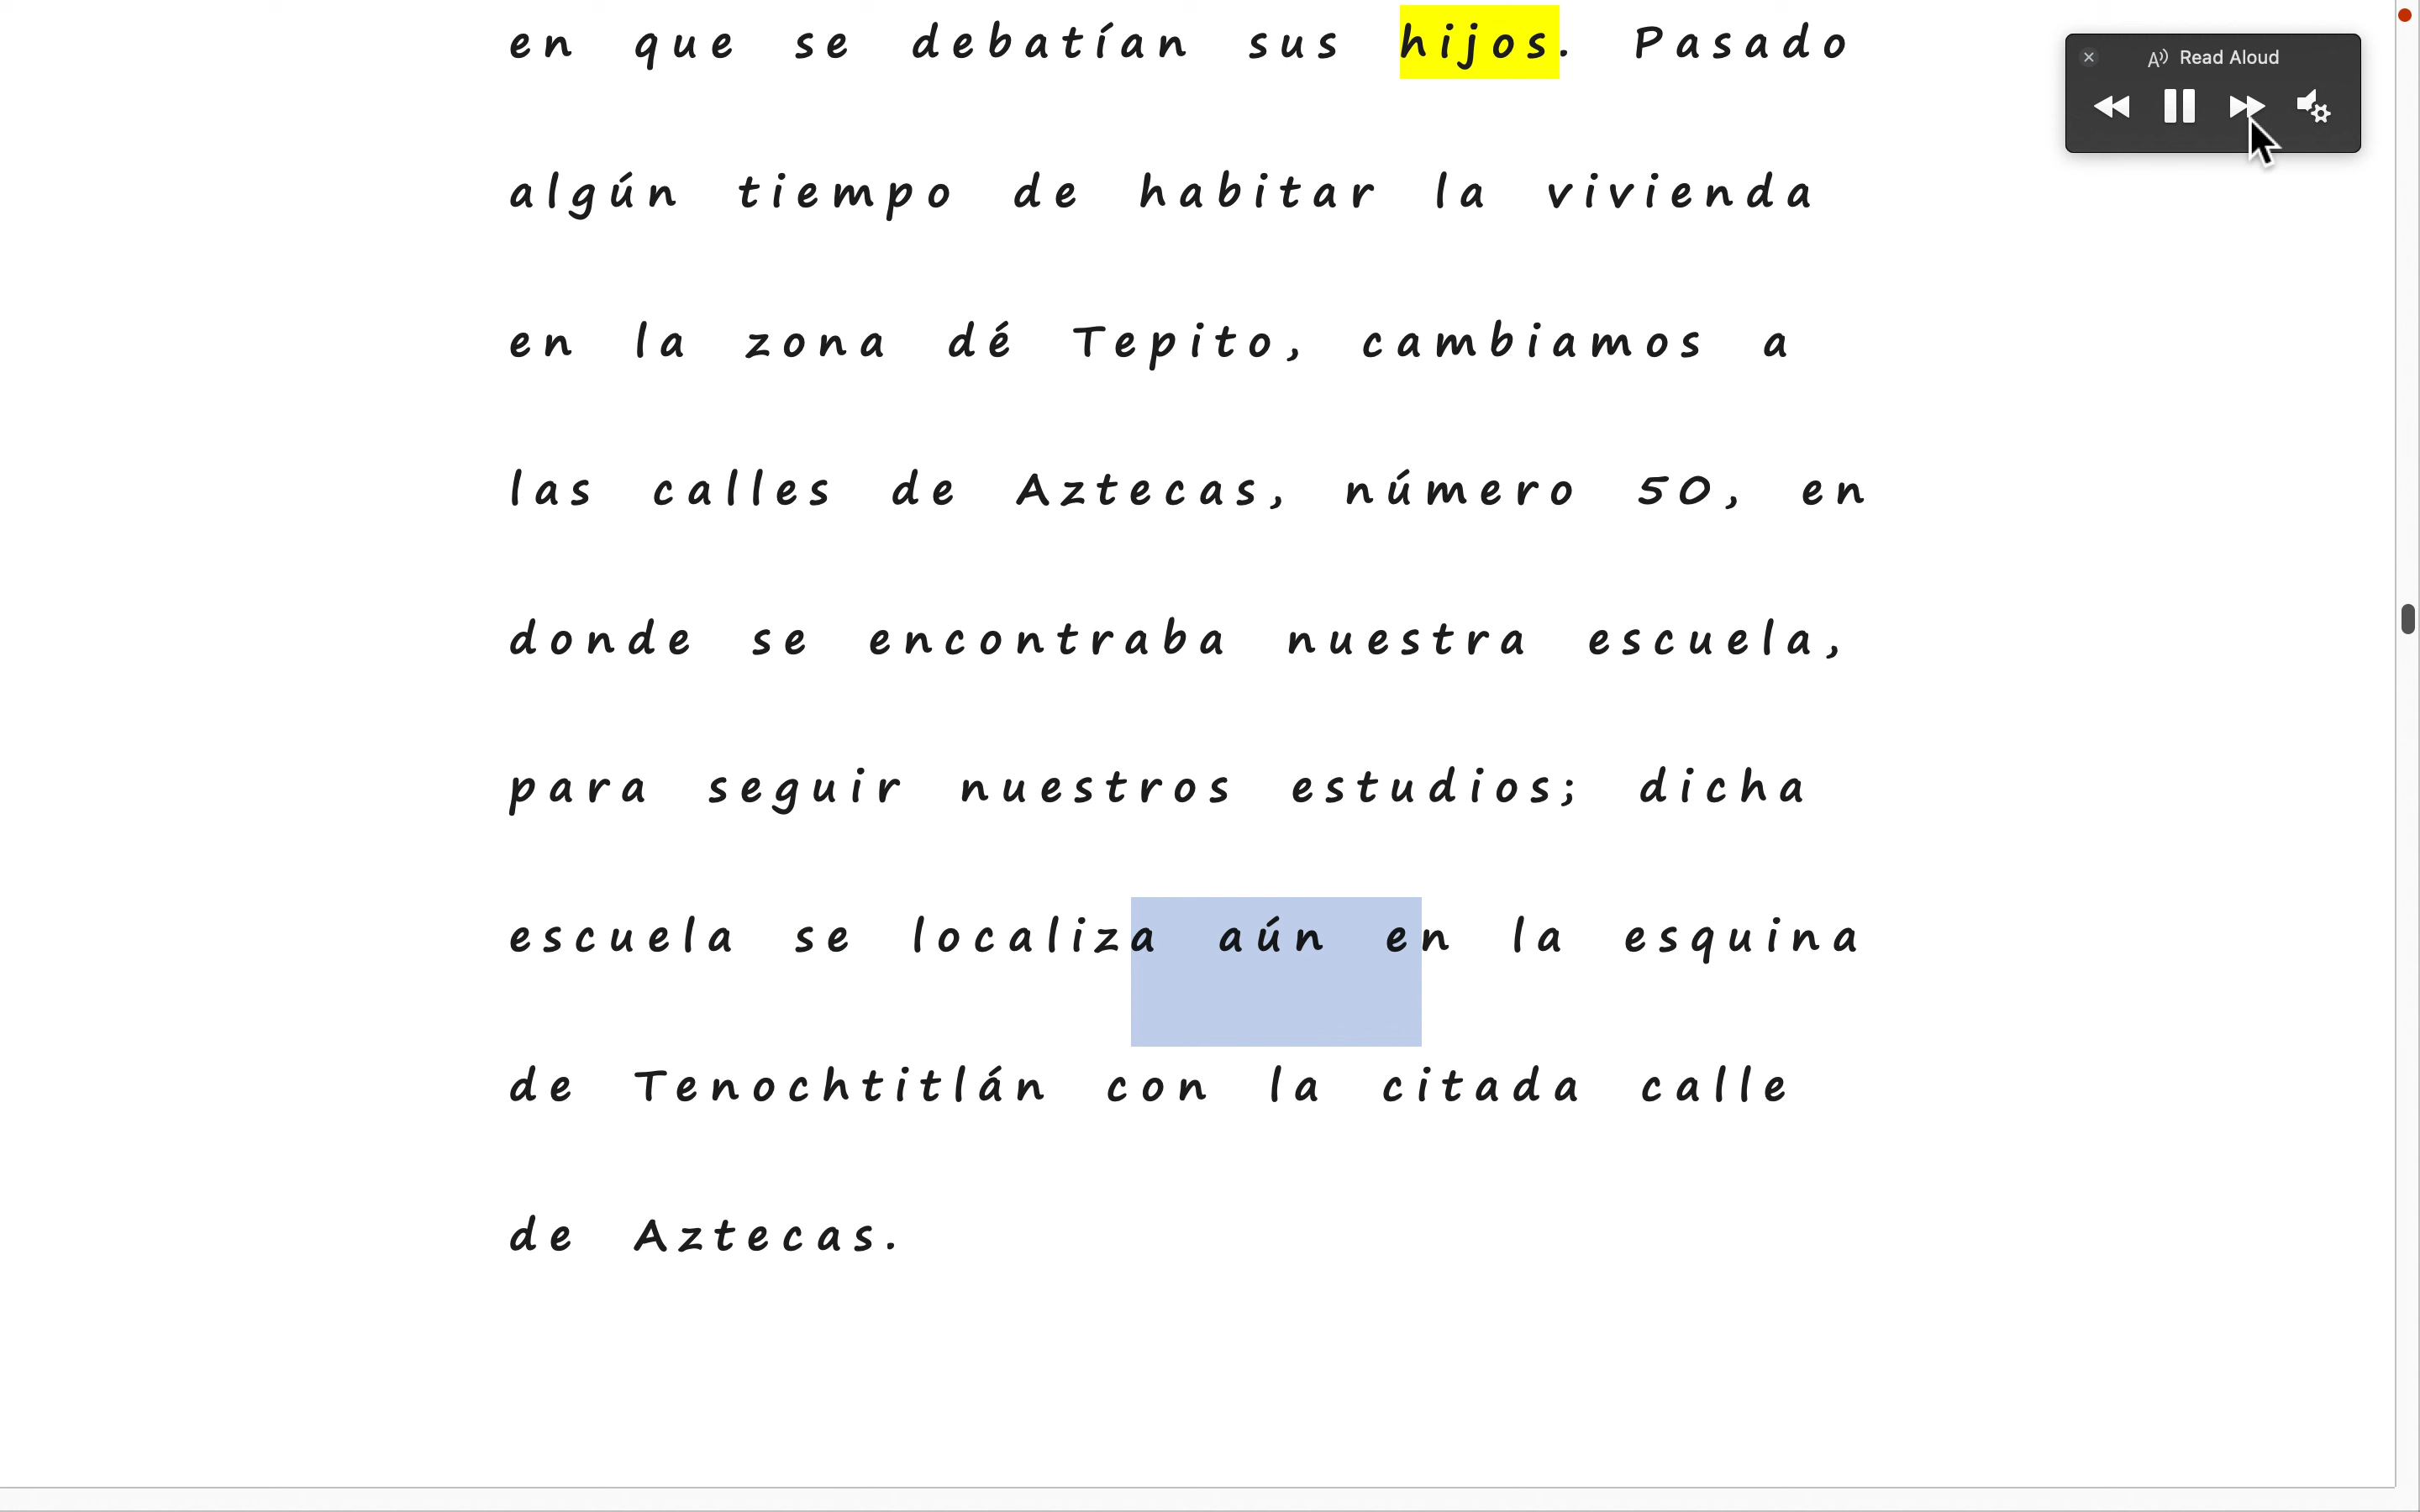 en que se debatían sus hijos. Pasado
Read Aloud
algún tiempo de habitar la vivienda
en la zona dé Tepito, cambiamos a
las calles de Aztecas, número 50, en
donde se encontraba nuestra escuela,
para seguir nuestros estudios; dicha
escuela se localiza aún en la esquina
de Tenochtitlán con la citada calle
de Aztecas.